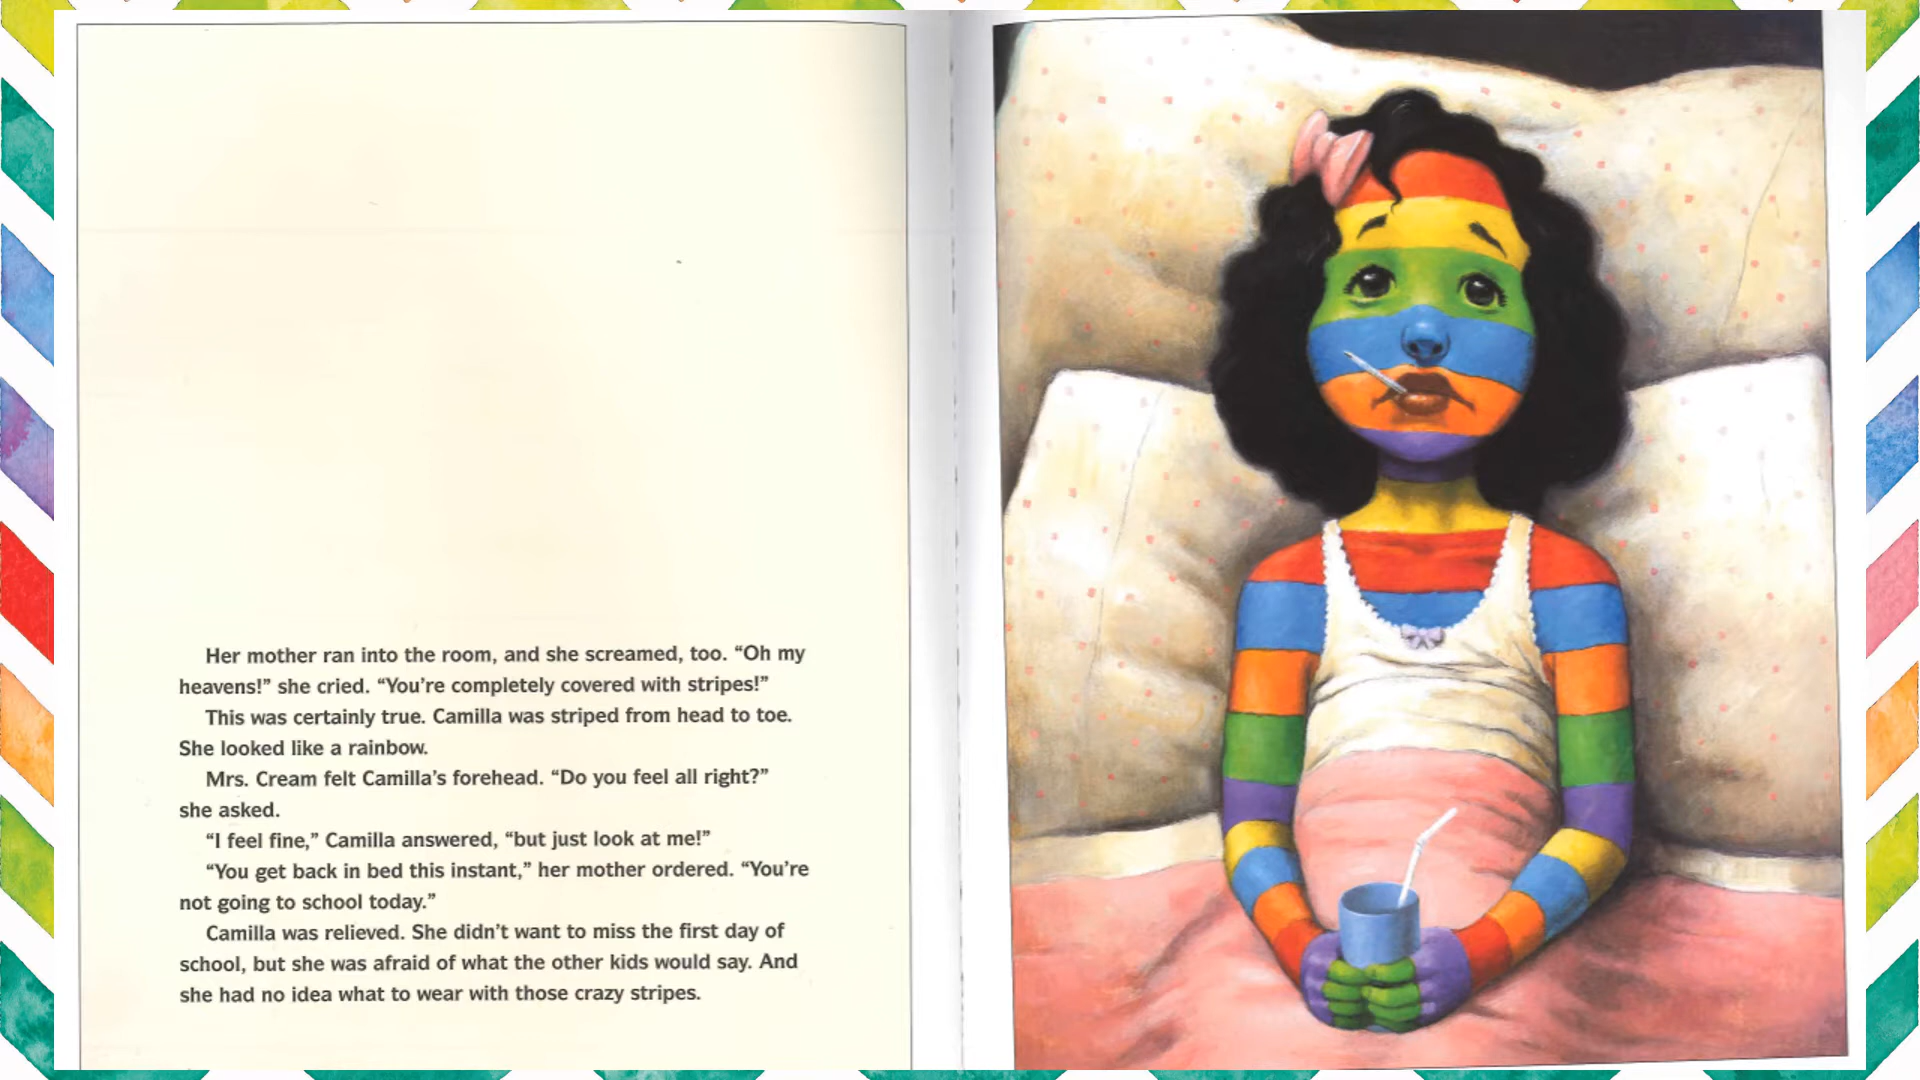 Her mother ran into the room, and she screamed, too. “Oh my
heavens!” she cried. “You’re completely covered with stripes!”
This was certainly true. Camilla was striped from head to toe.
She looked like a rainbow.
Mrs. Cream felt Camilla’s forehead. “Do you feel all right?”
she asked.
“I feel fine,” Camilla answered, “but just look at me!”
“You get back in bed this instant,” her mother ordered. “You’re
not going to school today.”
Camilla was relieved. She didn’t want to miss the first day of
school, but she was afraid of what the other kids would say. And
she had no idea what to wear with those crazy stripes.